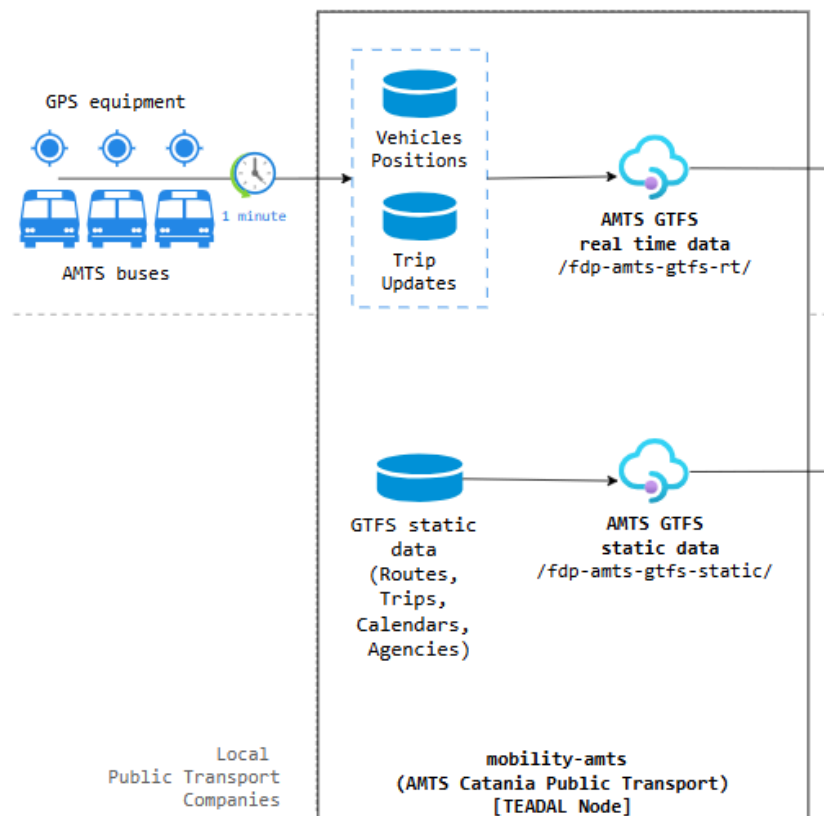 GPS equipment
1 minute
AMTS buses
Vehicles
Positions
Trip
Updates
AMTS GTFS
real time data
/fdp-amts-gtfs-rt/
GTFS static
data
(Routes,
Trips,
Calendars,
Agencies)
AMTS GTFS
static data
/fdp-amts-gtfs-static/
Local
Public Transport
Companies
mobility-amts
(AMTS Catania Public Transport)
[TEADAL Node]